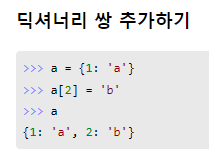 딕셔너리 쌍 추가하기
>>> a = {1: 'a'}
>>> a[2] = 'b'
>>> a
{1: 'a', 2: 'b'}